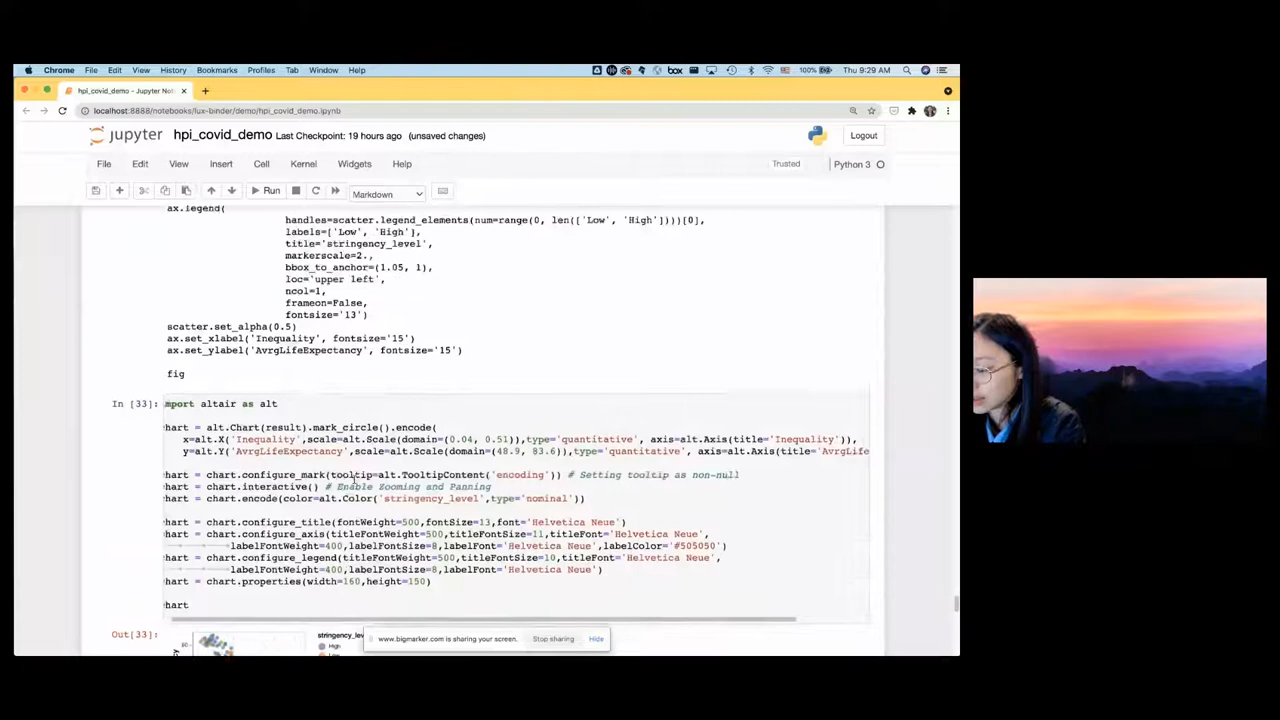 Chrome File Edit View History Bookmarks Profiles Tab Window Help box 100% Thu 9:29 AM
hpi_covid_demo - Jupyter Not
localhost:8888/notebooks/lux-binder/demo/hpi_covid_demo.ipynb
jupyter hpi_covid_demo Last Checkpoint: 19 hours ago (unsaved changes) Logout
File Edit View Insert Cell Kernel Widgets Help Trusted Python 3
Run Markdown
ax.legend(
handles=scatter.legend_elements(num=range(0, len(['Low', 'High'])))[0],
labels=['Low', 'High'],
title='stringency_level',
markerscale=2.,
bbox_to_anchor=(1.05, 1),
loc='upper left',
ncol=1,
frameon=False,
fontsize='13')
scatter.set_alpha(0.5)
ax.set_xlabel('Inequality', fontsize='15')
ax.set_ylabel('AvrgLifeExpectancy', fontsize='15')
fig
In [33]: mport altair as alt
hart = alt.Chart(result).mark_circle().encode(
x=alt.X('Inequality',scale=alt.Scale(domain=(0.04, 0.51)),type='quantitative', axis=alt.Axis(title='Inequality')),
y=alt.Y('AvrgLifeExpectancy',scale=alt.Scale(domain=(48.9, 83.6)),type='quantitative', axis=alt.Axis(title='AvrgLife
hart = chart.configure_mark(tooltip=alt.TooltipContent('encoding')) # Setting tooltip as non-null
hart = chart.interactive() # Enable Zooming and Panning
hart = chart.encode(color=alt.Color('stringency_level',type='nominal'))
hart = chart.configure_title(fontWeight=500,fontSize=13,font='Helvetica Neue')
hart = chart.configure_axis(titleFontWeight=500,titleFontSize=11,titleFont='Helvetica Neue',
labelFontWeight=400,labelFontSize=8,labelFont='Helvetica Neue',labelColor='#505050')
hart = chart.configure_legend(titleFontWeight=500,titleFontSize=10,titleFont='Helvetica Neue',
labelFontWeight=400,labelFontSize=8,labelFont='Helvetica Neue')
hart = chart.properties(width=160,height=150)
hart
Out[33]: 80 stringency_lev
High
www.bigmarker.com is sharing your screen. Stop sharing Hide